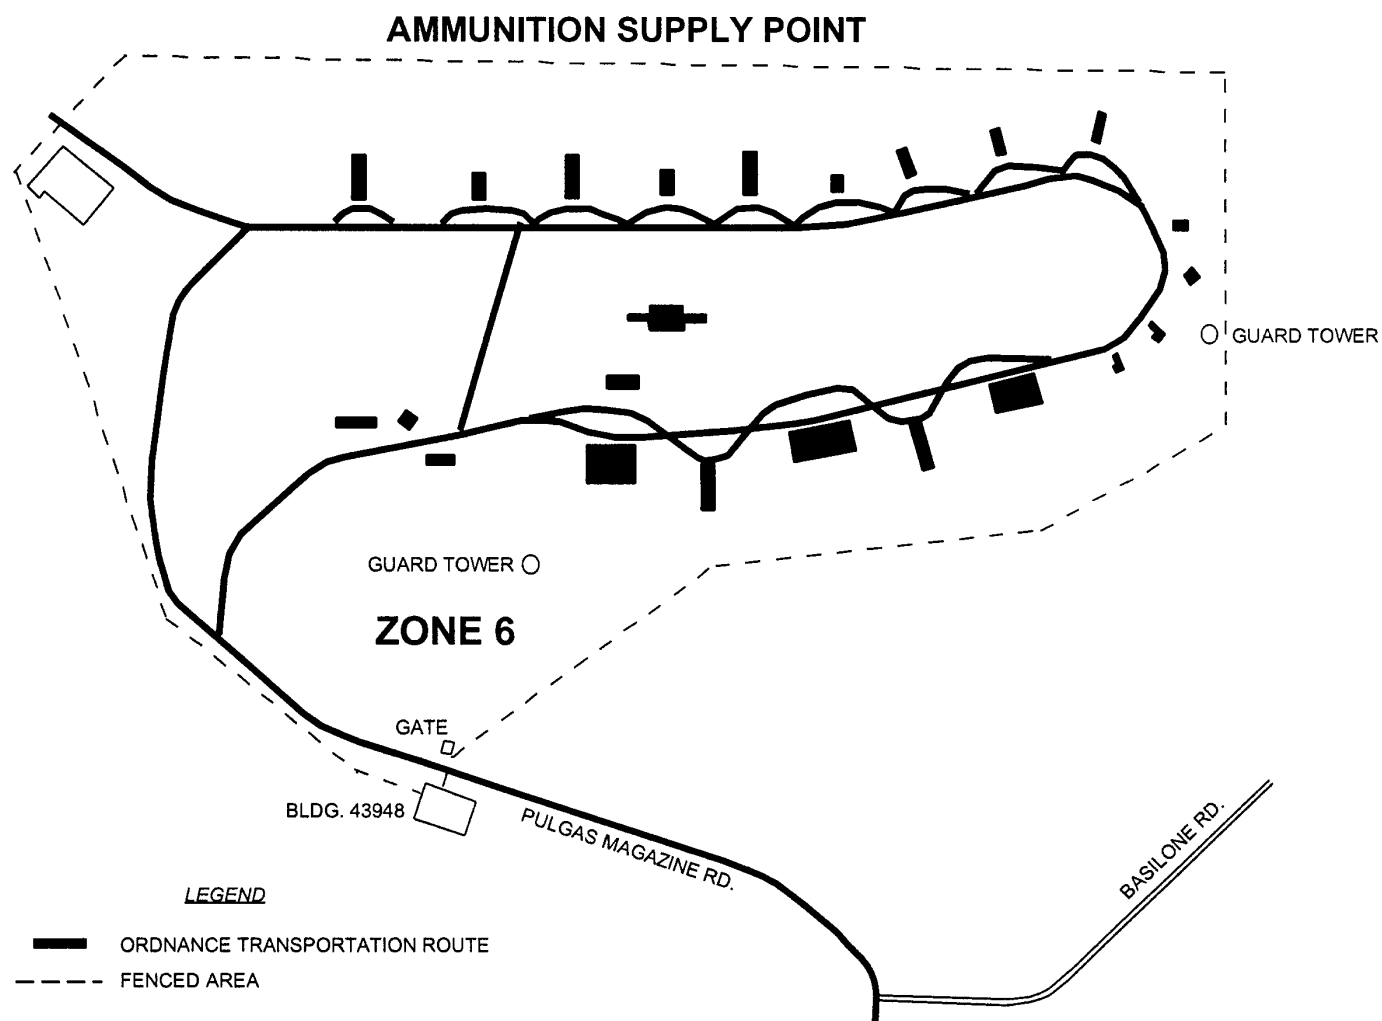 AMMUNITION SUPPLY POINT
GUARD TOWER
GUARD TOWER
ZONE 6
GATE
BLDG. 43948
PULGAS MAGAZINE RD.
BASILONE RD.
LEGEND
ORDNANCE TRANSPORTATION ROUTE
FENCED AREA